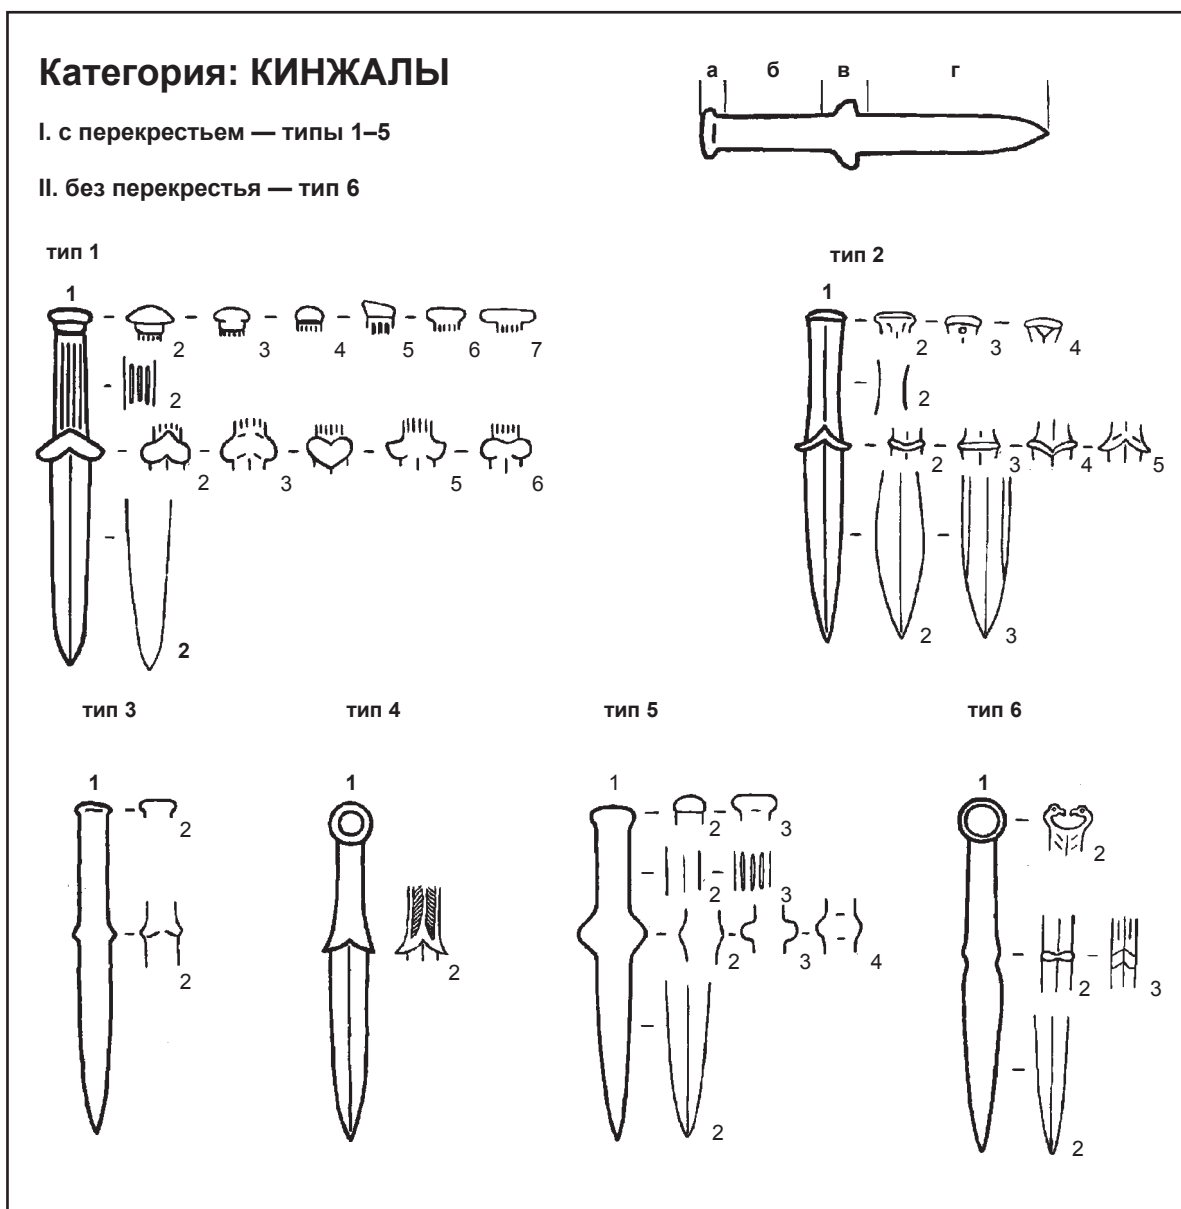 Категория: КИНЖАЛЫ
а б в г
I. с перекрестьем — типы 1–5
II. без перекрестья — тип 6
тип 1
1
2 3 4 5 6 7
2
2 3 5 6
2
тип 2
1
2 3 4
2
2 3 4 5
2 3
тип 3
1
2
2
тип 4
1
2
тип 5
1
2 3
2 3
2 3 4
2
тип 6
1
2
2 3
2